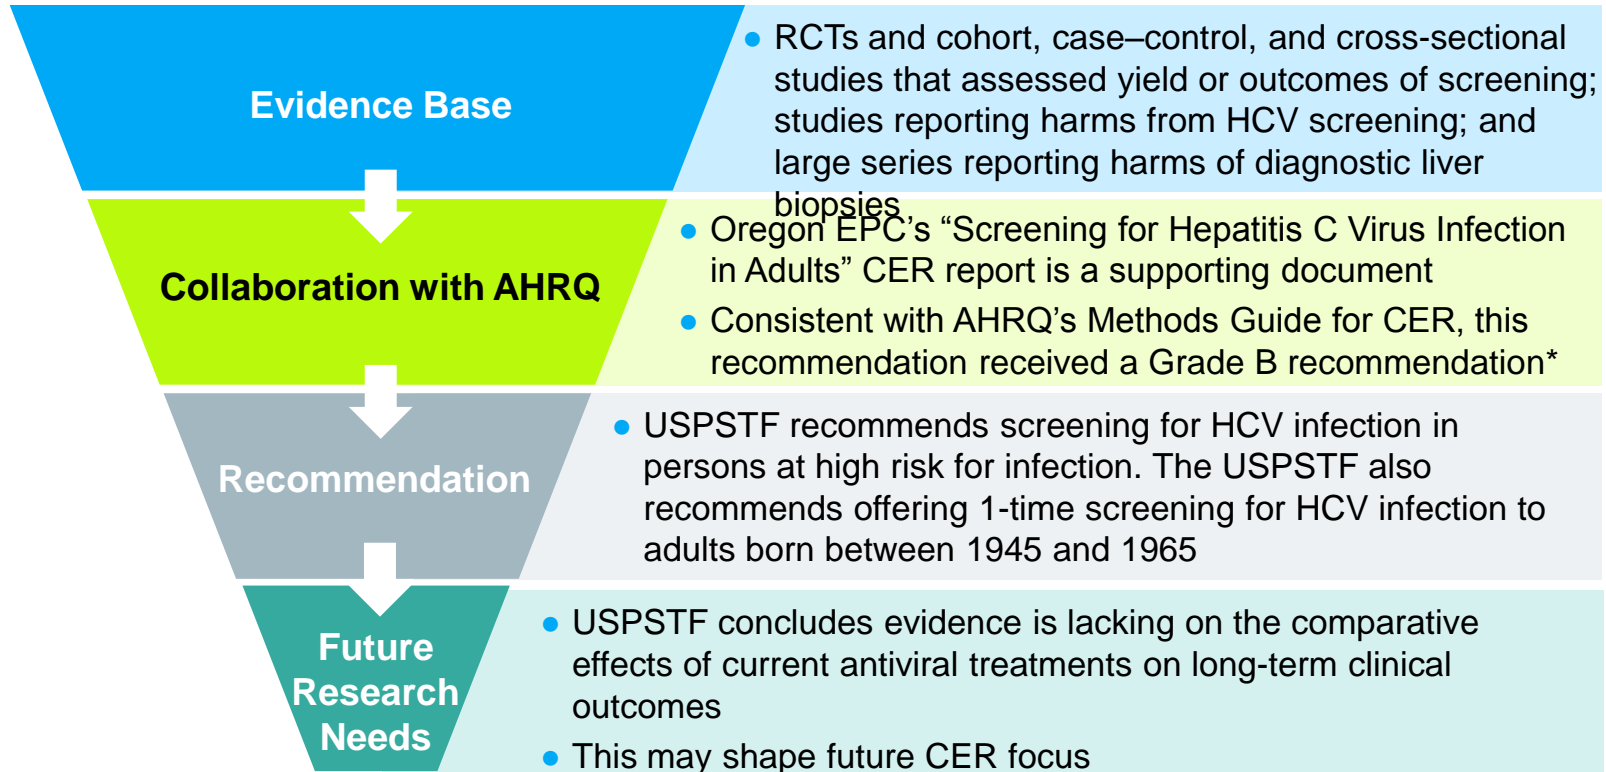 Evidence Base
● RCTs and cohort, case–control, and cross-sectional
studies that assessed yield or outcomes of screening;
studies reporting harms from HCV screening; and
large series reporting harms of diagnostic liver
biopsies
Collaboration with AHRQ
● Oregon EPC’s “Screening for Hepatitis C Virus Infection
in Adults” CER report is a supporting document
● Consistent with AHRQ’s Methods Guide for CER, this
recommendation received a Grade B recommendation*
Recommendation
● USPSTF recommends screening for HCV infection in
persons at high risk for infection. The USPSTF also
recommends offering 1-time screening for HCV infection to
adults born between 1945 and 1965
Future
Research
Needs
● USPSTF concludes evidence is lacking on the comparative
effects of current antiviral treatments on long-term clinical
outcomes
● This may shape future CER focus